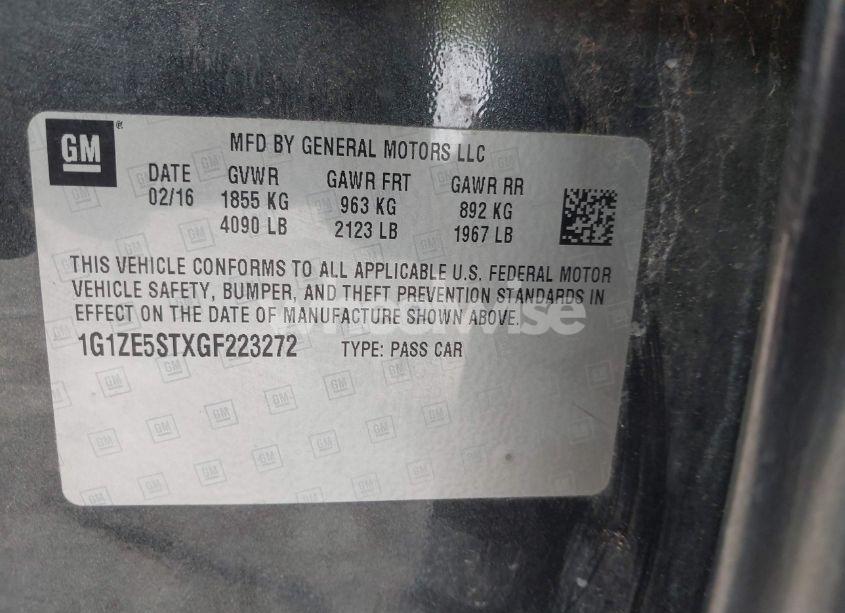 GM
MFD BY GENERAL MOTORS LLC
DATE GVWR GAWR FRT GAWR RR
02/16 1855 KG 963 KG 892 KG
4090 LB 2123 LB 1967 LB
THIS VEHICLE CONFORMS TO ALL APPLICABLE U.S. FEDERAL MOTOR
VEHICLE SAFETY, BUMPER, AND THEFT PREVENTION STANDARDS IN
EFFECT ON THE DATE OF MANUFACTURE SHOWN ABOVE.
1G1ZE5STXGF223272 TYPE: PASS CAR